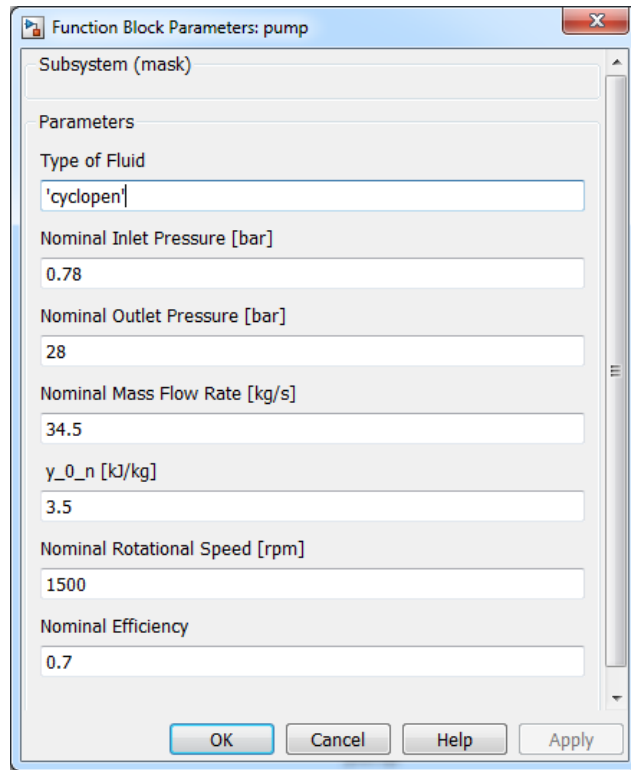 Function Block Parameters: pump
Subsystem (mask)
Parameters
Type of Fluid
'cyclopen'
Nominal Inlet Pressure [bar]
0.78
Nominal Outlet Pressure [bar]
28
Nominal Mass Flow Rate [kg/s]
34.5
y_0_n [kJ/kg]
3.5
Nominal Rotational Speed [rpm]
1500
Nominal Efficiency
0.7
OK Cancel Help Apply